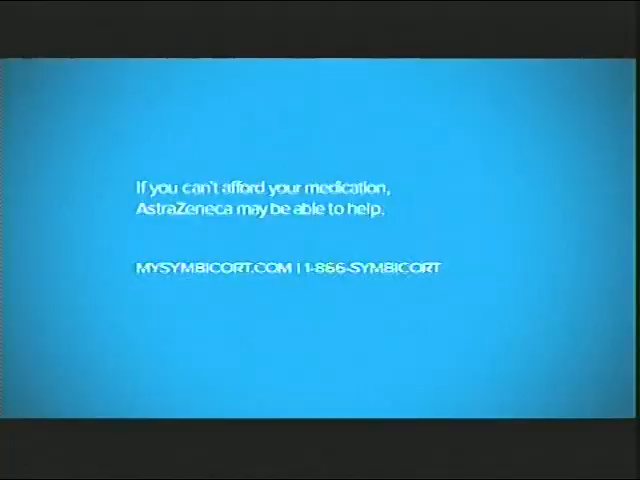 If you can't afford your medication,
AstraZeneca may be able to help.
MYSYMBICORT.COM | 1-866-SYMBICORT